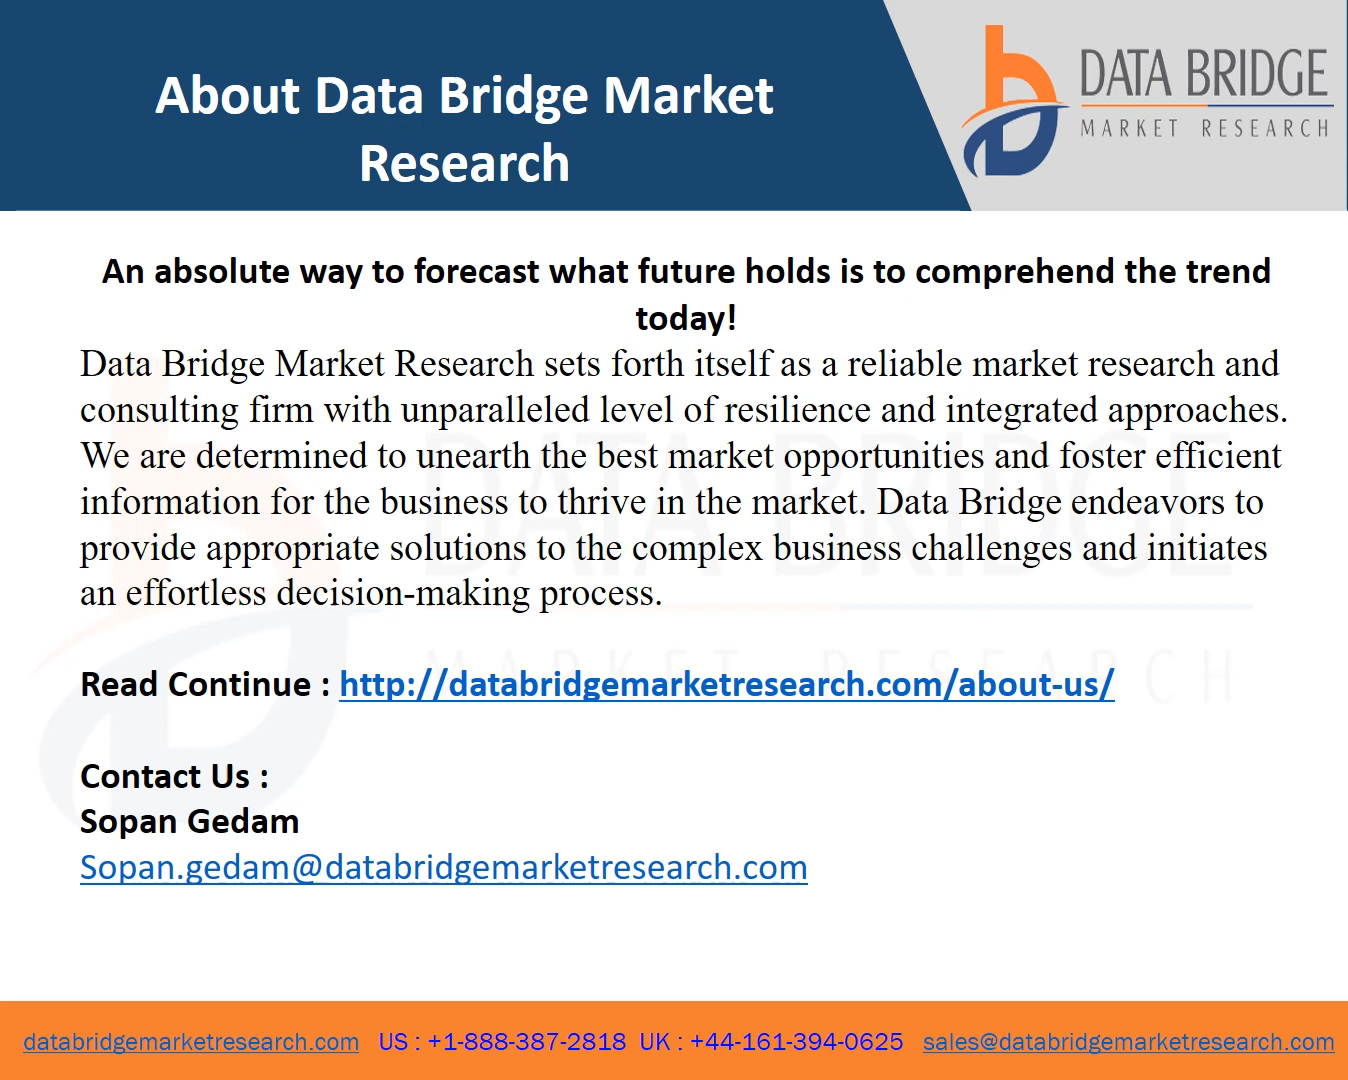 About Data Bridge Market
Research
DATA BRIDGE
MARKET RESEARCH
An absolute way to forecast what future holds is to comprehend the trend
today!
Data Bridge Market Research sets forth itself as a reliable market research and
consulting firm with unparalleled level of resilience and integrated approaches.
We are determined to unearth the best market opportunities and foster efficient
information for the business to thrive in the market. Data Bridge endeavors to
provide appropriate solutions to the complex business challenges and initiates
an effortless decision-making process.
DATA BRIDGE
MARKET RESEARCH
Read Continue : http://databridgemarketresearch.com/about-us/
Contact Us :
Sopan Gedam
Sopan.gedam@databridgemarketresearch.com
databridgemarketresearch.com US : +1-888-387-2818 UK : +44-161-394-0625 sales@databridgemarketresearch.com